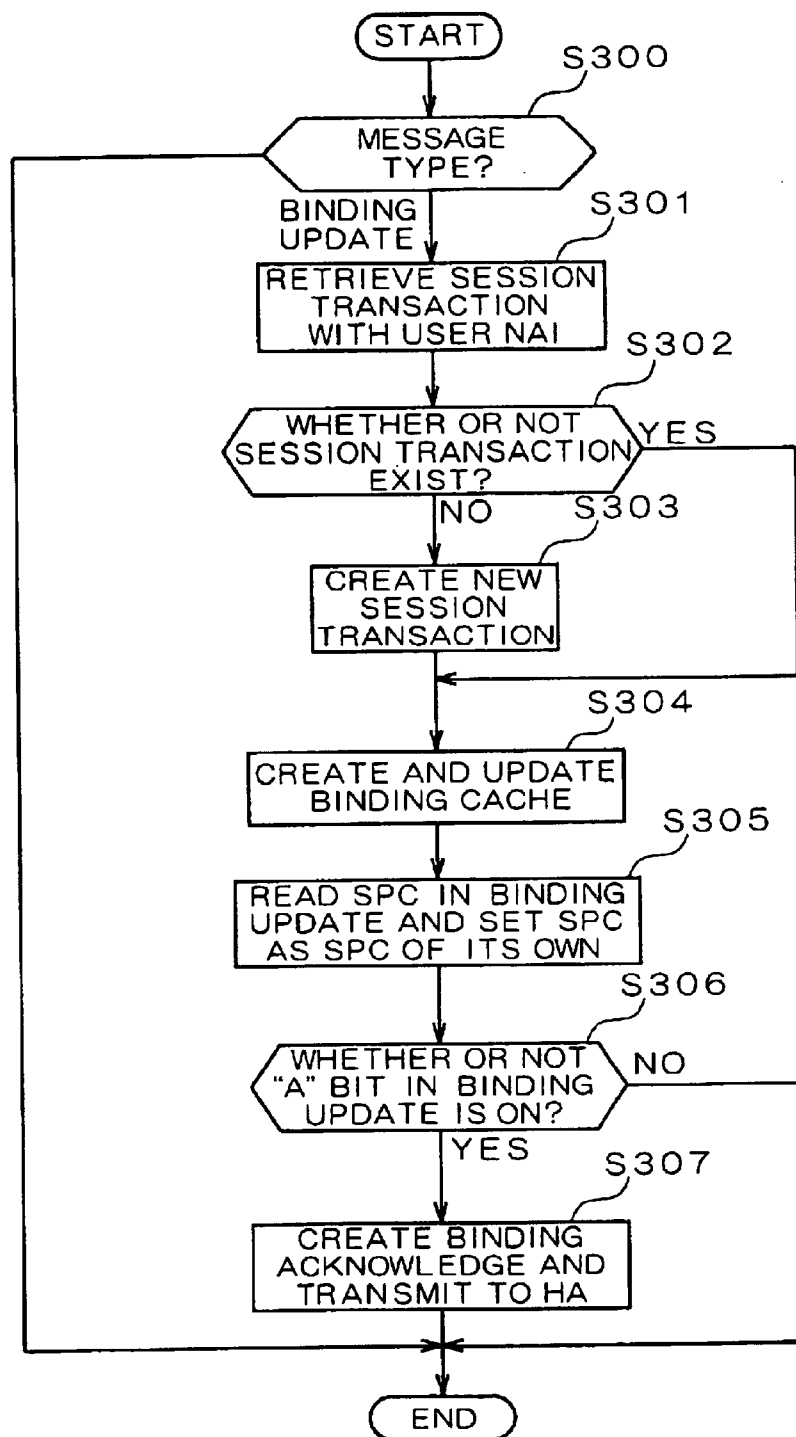 START
S300
MESSAGE
TYPE?
BINDING
UPDATE
S301
RETRIEVE SESSION
TRANSACTION
WITH USER NAI
S302
WHETHER OR NOT
SESSION TRANSACTION
EXIST?
YES
NO
S303
CREATE NEW
SESSION
TRANSACTION
S304
CREATE AND UPDATE
BINDING CACHE
S305
READ SPC IN BINDING
UPDATE AND SET SPC
AS SPC OF ITS OWN
S306
WHETHER OR NOT
"A" BIT IN BINDING
UPDATE IS ON?
NO
YES
S307
CREATE BINDING
ACKNOWLEDGE AND
TRANSMIT TO HA
END